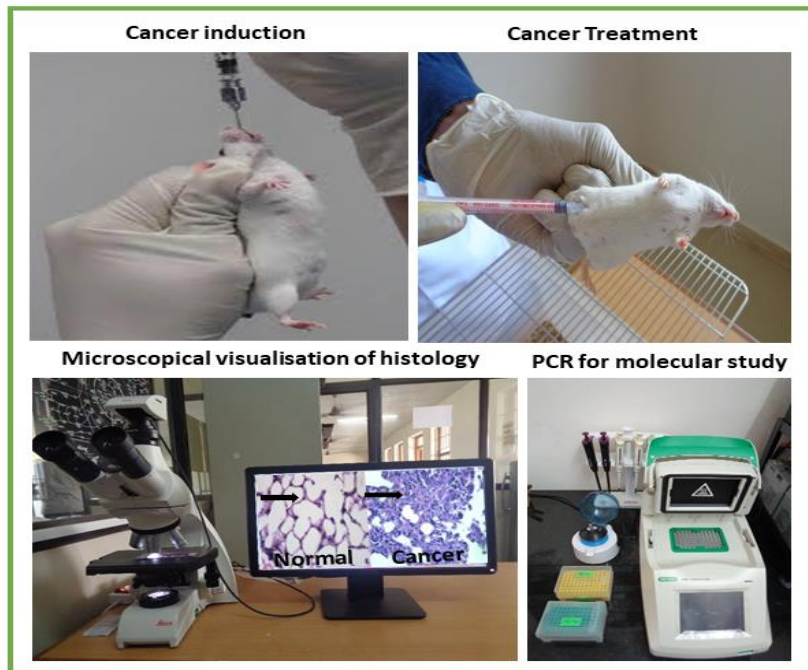 Cancer induction
Cancer Treatment
Microscopical visualisation of histology
PCR for molecular study
Normal
Cancer